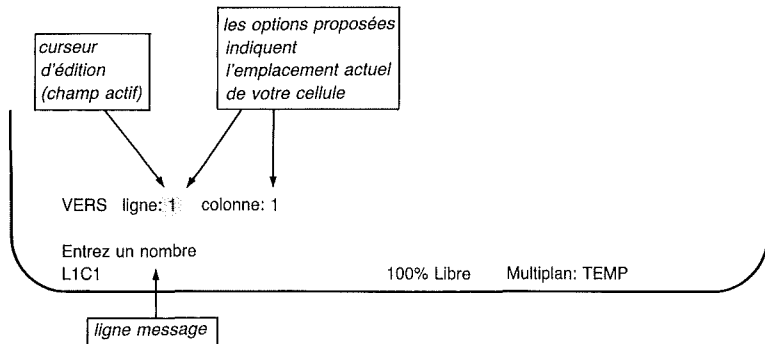 curseur
d'édition
(champ actif)
les options proposées
indiquent
l'emplacement actuel
de votre cellule
VERS ligne: 1 colonne: 1
Entrez un nombre
L1C1 100% Libre Multiplan: TEMP
ligne message